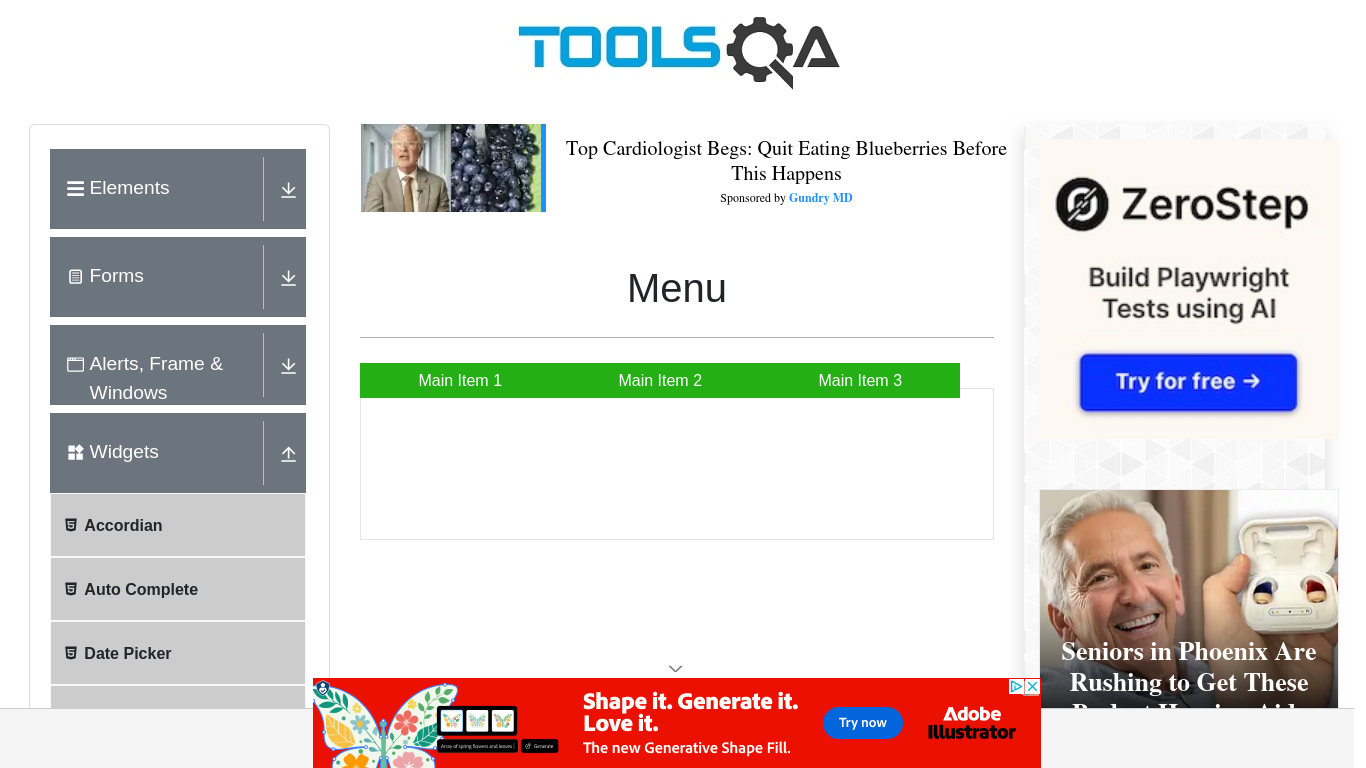 TOOLS QA
Elements
Forms
Alerts, Frame &
Windows
Widgets
Accordian
Auto Complete
Date Picker
Top Cardiologist Begs: Quit Eating Blueberries Before
This Happens
Sponsored by Gundry MD
Menu
Main Item 1
Main Item 2
Main Item 3
ZeroStep
Build Playwright
Tests using AI
Try for free →
Seniors in Phoenix Are
Rushing to Get These
Array of spring flowers and leaves
Generate
Shape it. Generate it.
Love it.
The new Generative Shape Fill.
Try now
Adobe
Illustrator